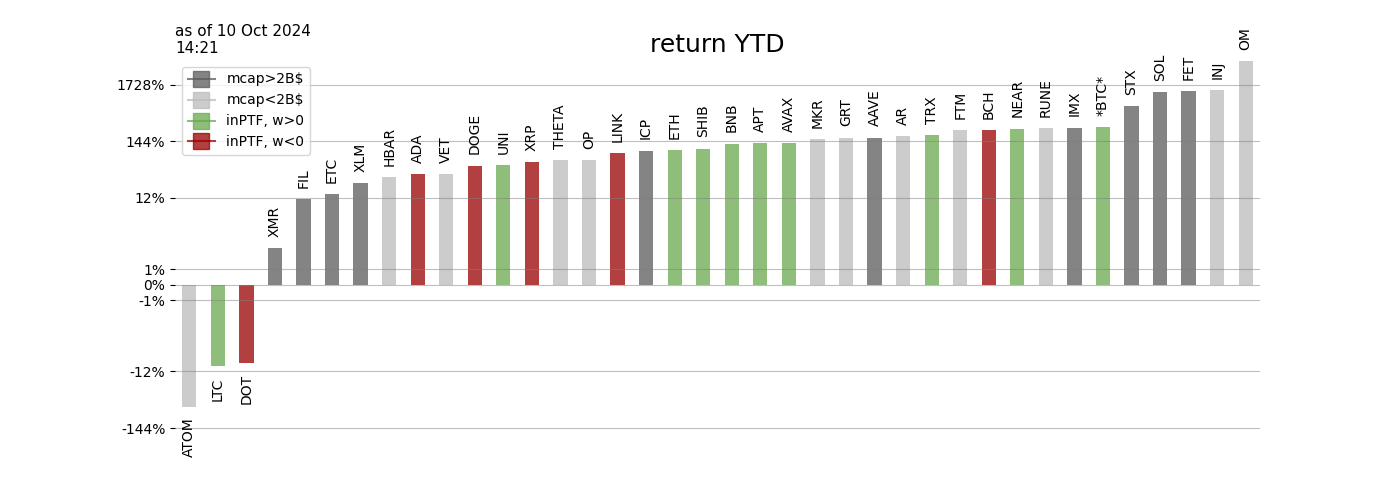 as of 10 Oct 2024
14:21
return YTD
mcap>2B$
mcap<2B$
inPTF, w>0
inPTF, w<0
1728%
144%
12%
1%
0%
-1%
-12%
-144%
ATOM
LTC
DOT
XMR
FIL
ETC
XLM
HBAR
ADA
VET
DOGE
UNI
XRP
THETA
OP
LINK
ICP
ETH
SHIB
BNB
APT
AVAX
MKR
GRT
AAVE
AR
TRX
FTM
BCH
NEAR
RUNE
IMX
*BTC*
STX
SOL
FET
INJ
OM